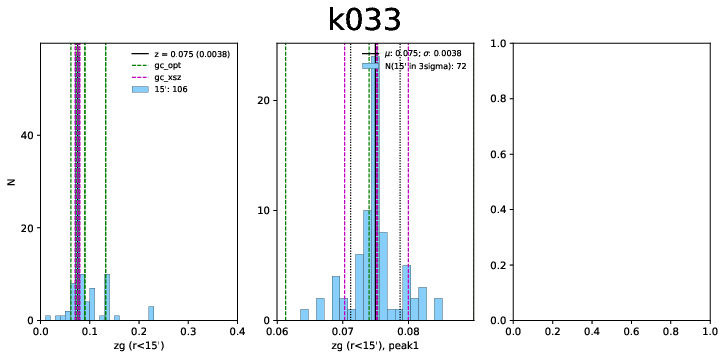 k033
z = 0.075 (0.0038)
gc_opt
gc_xsz
15': 106
N
0
20
40
0.0 0.1 0.2 0.3 0.4
zg (r<15')
μ: 0.075; σ: 0.0038
N(15' in 3sigma): 72
0
10
20
0.06 0.07 0.08
zg (r<15'), peak1
1.0
0.8
0.6
0.4
0.2
0.0
0.0 0.2 0.4 0.6 0.8 1.0